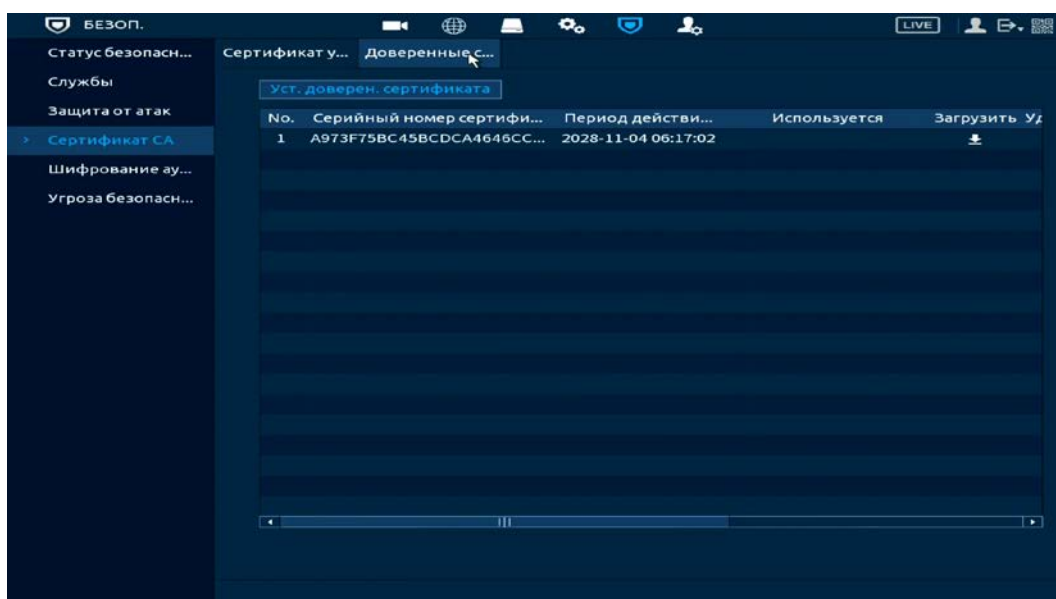 БЕЗОП.
LIVE
Статус безопасн...
Сертификат у...
Доверенные с...
Службы
Уст. доверен. сертификата
Защита от атак
No. Серийный номер сертифи... Период действи... Используется Загрузить Уд
Сертификат CA
1 A973F75BC45BCDCA4646CC... 2028-11-04 06:17:02
Шифрование ау...
Угроза безопасн...